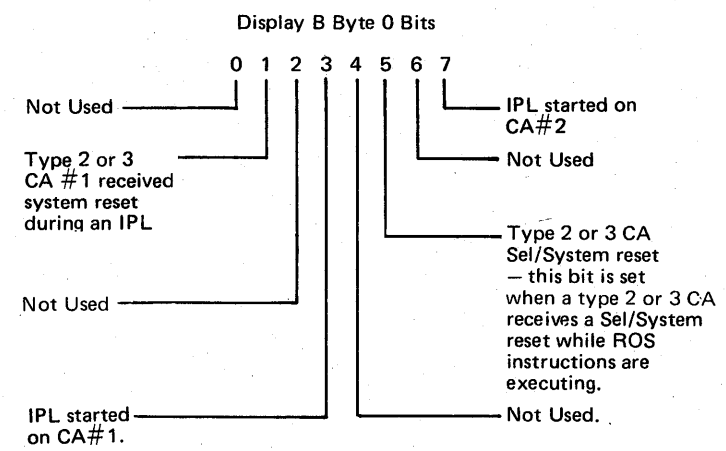 Display B Byte 0 Bits
0 1 2 3 4 5 6 7
Not Used
Type 2 or 3
CA #1 received
system reset
during an IPL
Not Used
IPL started
on CA#1.
IPL started on
CA#2
Not Used
Type 2 or 3 CA
Sel/System reset
— this bit is set
when a type 2 or 3 CA
receives a Sel/System
reset while ROS
instructions are
executing.
Not Used.